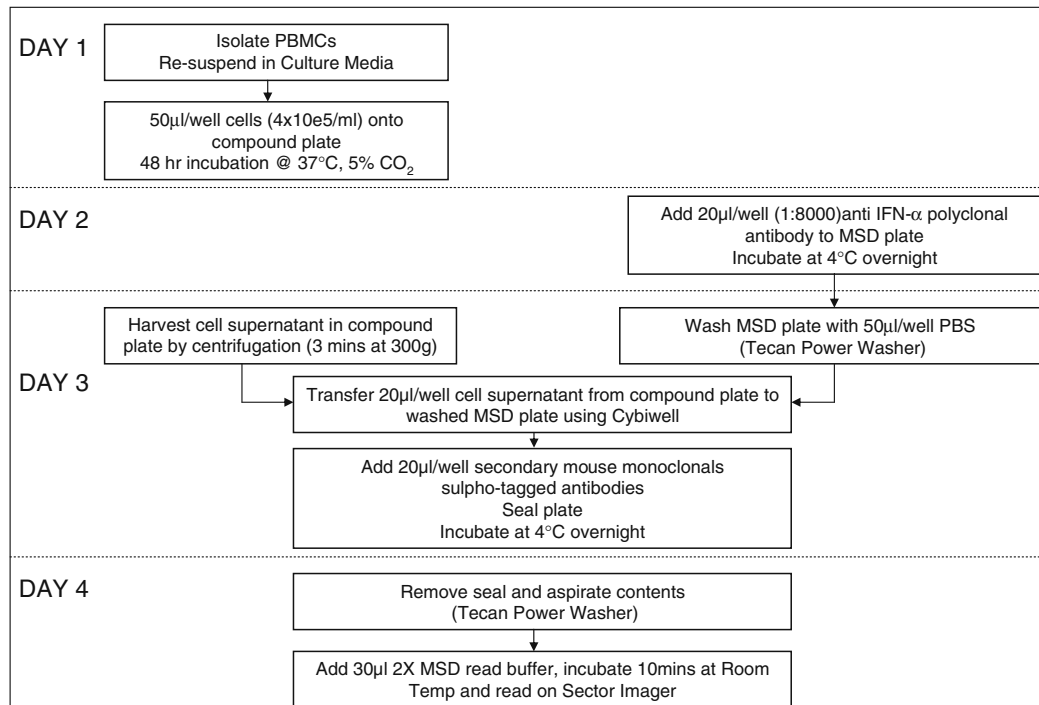 DAY 1
Isolate PBMCs
Re-suspend in Culture Media
50µl/well cells (4x10e5/ml) onto
compound plate
48 hr incubation @ 37°C, 5% CO₂
DAY 2
Add 20µl/well (1:8000)anti IFN-α polyclonal
antibody to MSD plate
Incubate at 4°C overnight
DAY 3
Harvest cell supernatant in compound
plate by centrifugation (3 mins at 300g)
Wash MSD plate with 50µl/well PBS
(Tecan Power Washer)
Transfer 20µl/well cell supernatant from compound plate to
washed MSD plate using Cybiwell
Add 20µl/well secondary mouse monoclonals
sulpho-tagged antibodies
Seal plate
Incubate at 4°C overnight
DAY 4
Remove seal and aspirate contents
(Tecan Power Washer)
Add 30µl 2X MSD read buffer, incubate 10mins at Room
Temp and read on Sector Imager